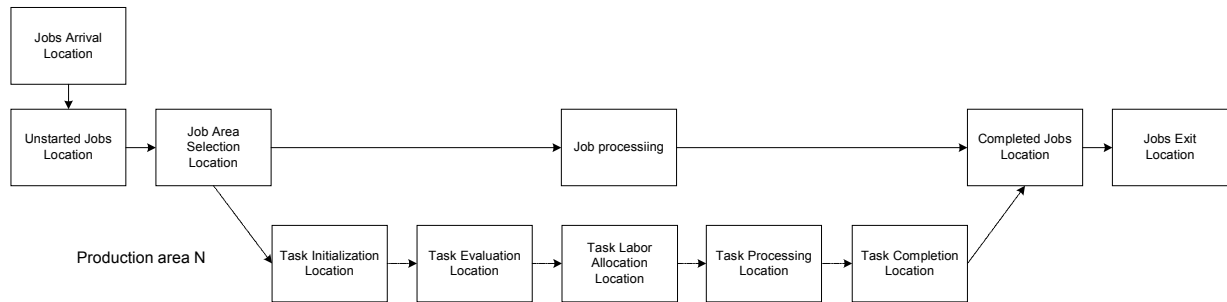 Jobs Arrival
Location
Unstarted Jobs
Location
Job Area
Selection
Location
Job processiing
Completed Jobs
Location
Jobs Exit
Location
Production area N
Task Initialization
Location
Task Evaluation
Location
Task Labor
Allocation
Location
Task Processing
Location
Task Completion
Location